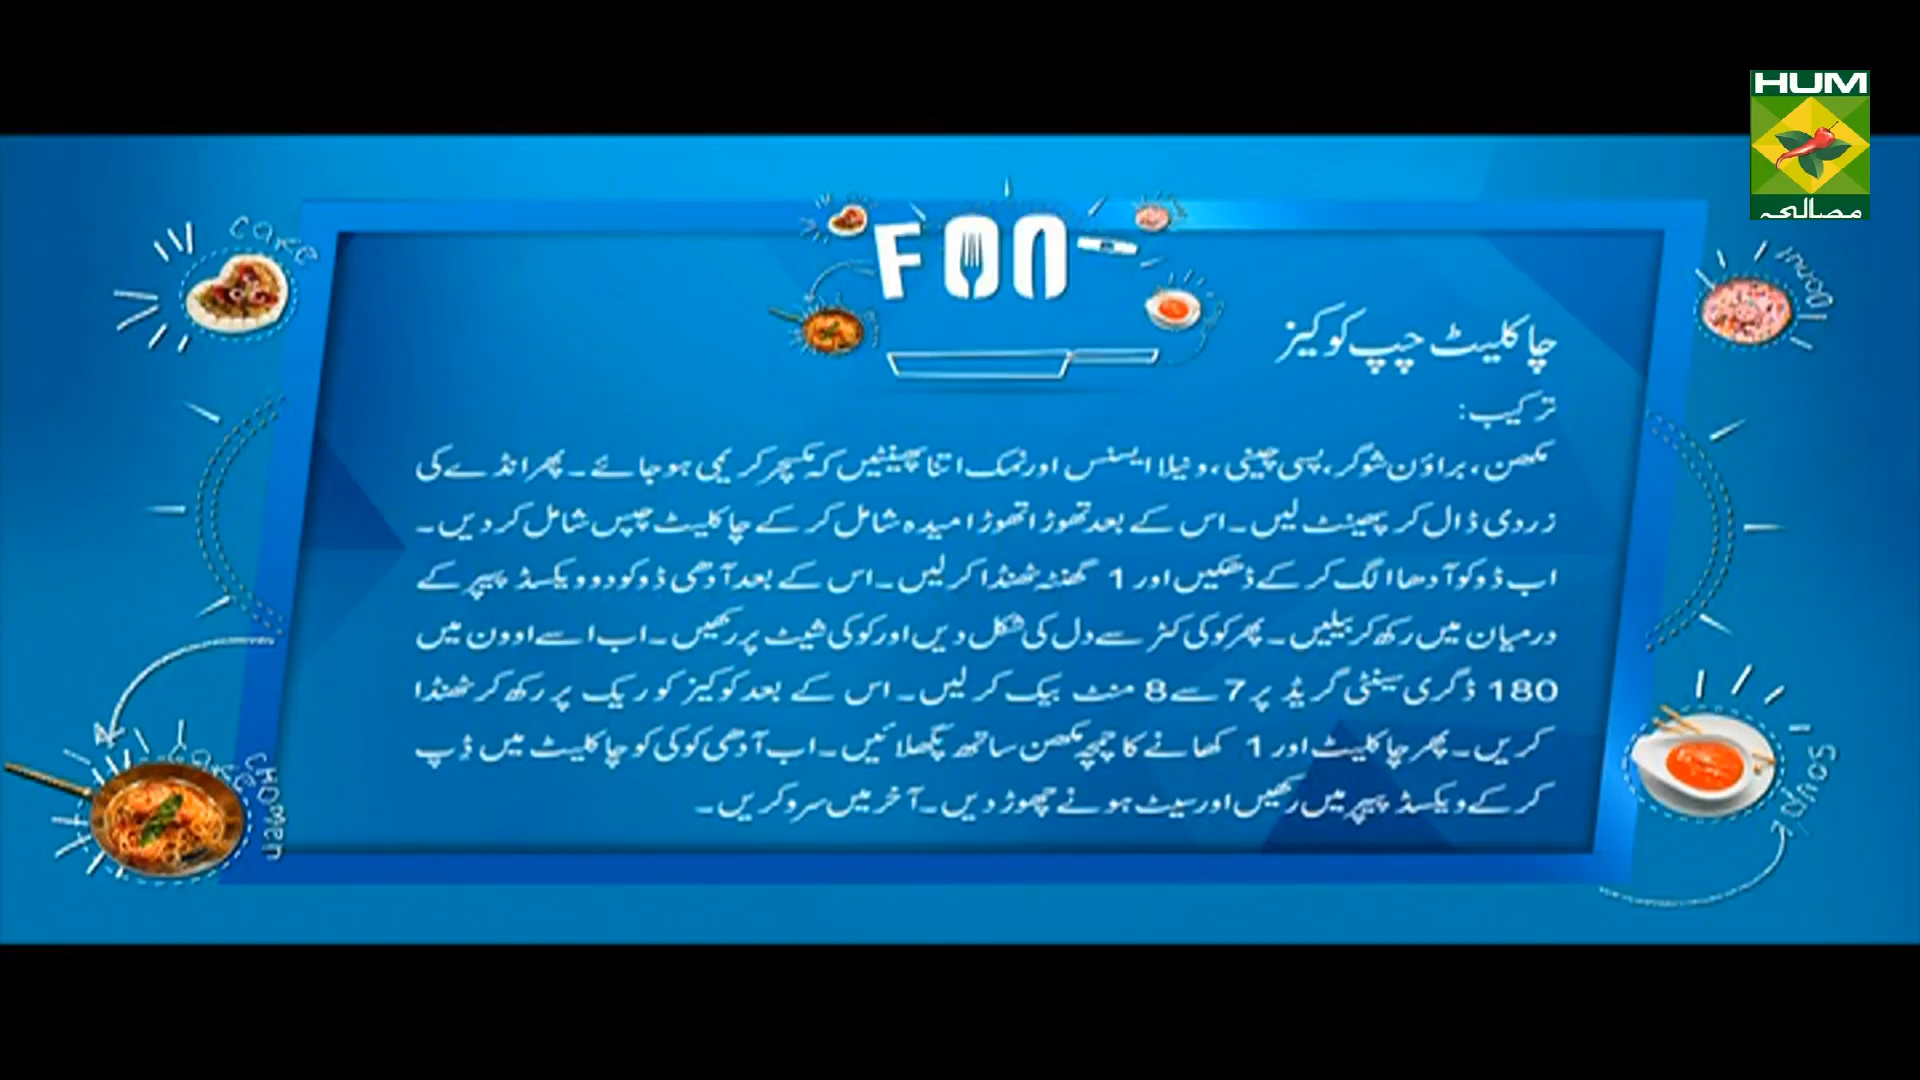 HUM
مصالحہ
FOON
cake
Donut
چاکلیٹ چپ کوکیز
ترکیب:
مکھن، براؤن شوگر، پسی چینی، ونیلا ایسنس اور نمک اتنا پھینٹیں کہ مکسچر کریمی ہو جائے۔ پھر انڈے کی
زردی ڈال کر پھینٹ لیں۔ اس کے بعد تھوڑا تھوڑا میدہ شامل کر کے چاکلیٹ چپس شامل کر دیں۔
اب ڈو کو آدھا الگ کر کے ڈھکیں اور 1 گھنٹہ ٹھنڈا کر لیں۔ اس کے بعد آدھی ڈو کو دو ویکسڈ پیپر کے
درمیان میں رکھ کر بیلیں۔ پھر کوکی کٹر سے دل کی شکل دیں اور کوکی شیٹ پر رکھیں۔ اب اسے اوون میں
180 ڈگری سینٹی گریڈ پر 7 سے 8 منٹ بیک کر لیں۔ اس کے بعد کوکیز کو ریک پر رکھ کر ٹھنڈا
کریں۔ پھر چاکلیٹ اور 1 کھانے کا چمچہ مکھن ساتھ پگھلائیں۔ اب آدھی کوکی کو چاکلیٹ میں ڈِپ
کر کے ویکسڈ پیپر میں رکھیں اور سیٹ ہونے چھوڑ دیں۔ آخر میں سرو کریں۔
Soup
CHOWMEN